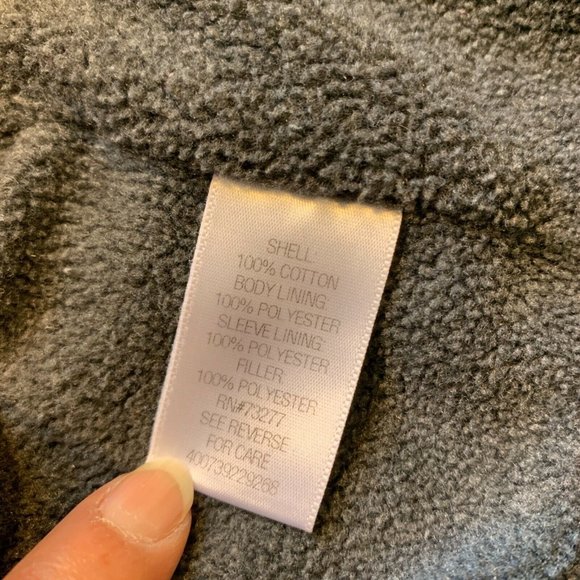 SHELL:
100% COTTON
BODY LINING:
100% POLYESTER
SLEEVE LINING:
100% POLYESTER
FILLER:
100% POLYESTER
RN#73277
SEE REVERSE
FOR CARE
400739229268